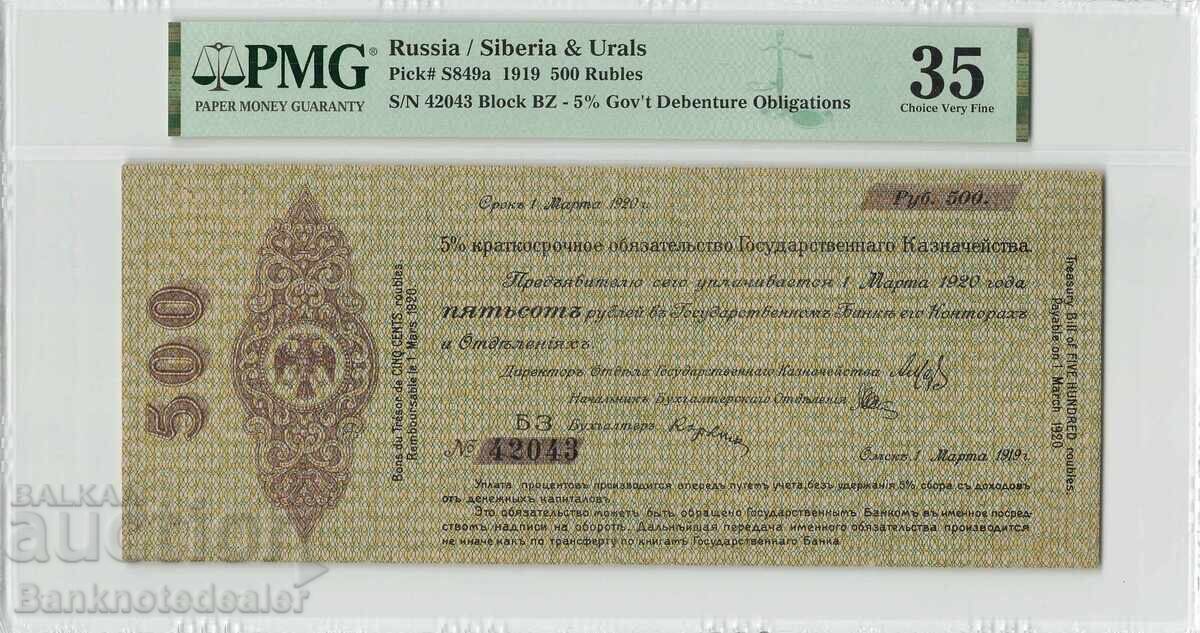 PMG®
PAPER MONEY GUARANTY
Russia / Siberia & Urals
Pick# S849a 1919 500 Rubles
S/N 42043 Block BZ - 5% Gov't Debenture Obligations
35
Choice Very Fine
500
Bons du Trésor de CINQ CENTS roubles
Remboursable le 1 Mars 1920.
Срокъ 1 Марта 1920 г.
Руб. 500.
5% краткосрочное обязательство Государственнаго Казначейства.
Предъявителю сего уплачивается 1 Марта 1920 года
пятьсотъ рублей въ Государственномъ Банкѣ его Конторахъ
и Отдѣленіяхъ.
Директоръ Отдѣла Государственнаго Казначейства
Начальникъ Бухгалтерскаго Отдѣленія
БЗ Бухгалтеръ
№ 42043
Омскъ 1 Марта 1919 г.
Уплата процентовъ производится впередъ путемъ учета, безъ удержанія 5% сбора съ доходовъ
отъ денежныхъ капиталовъ.
Это обязательство можетъ быть обращено Государственнымъ Банкомъ въ именное посред-
ствомъ надписи на оборотѣ. Дальнѣйшая передача именного обязательства производится
не иначе какъ по трансферту по книгамъ Государственнаго Банка
Treasury Bill of FIVE HUNDRED roubles.
Payable on 1 March 1920.
BALKAN
auction
Banknotedealer